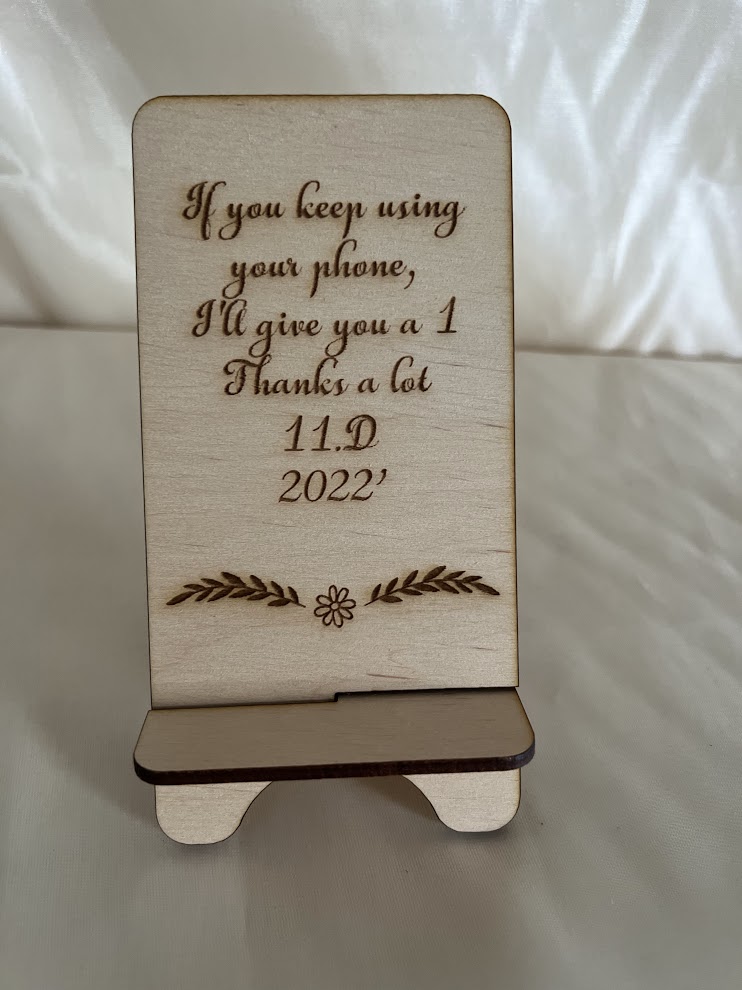 If you keep using
your phone,
I'll give you a 1
Thanks a lot
11.D
2022'